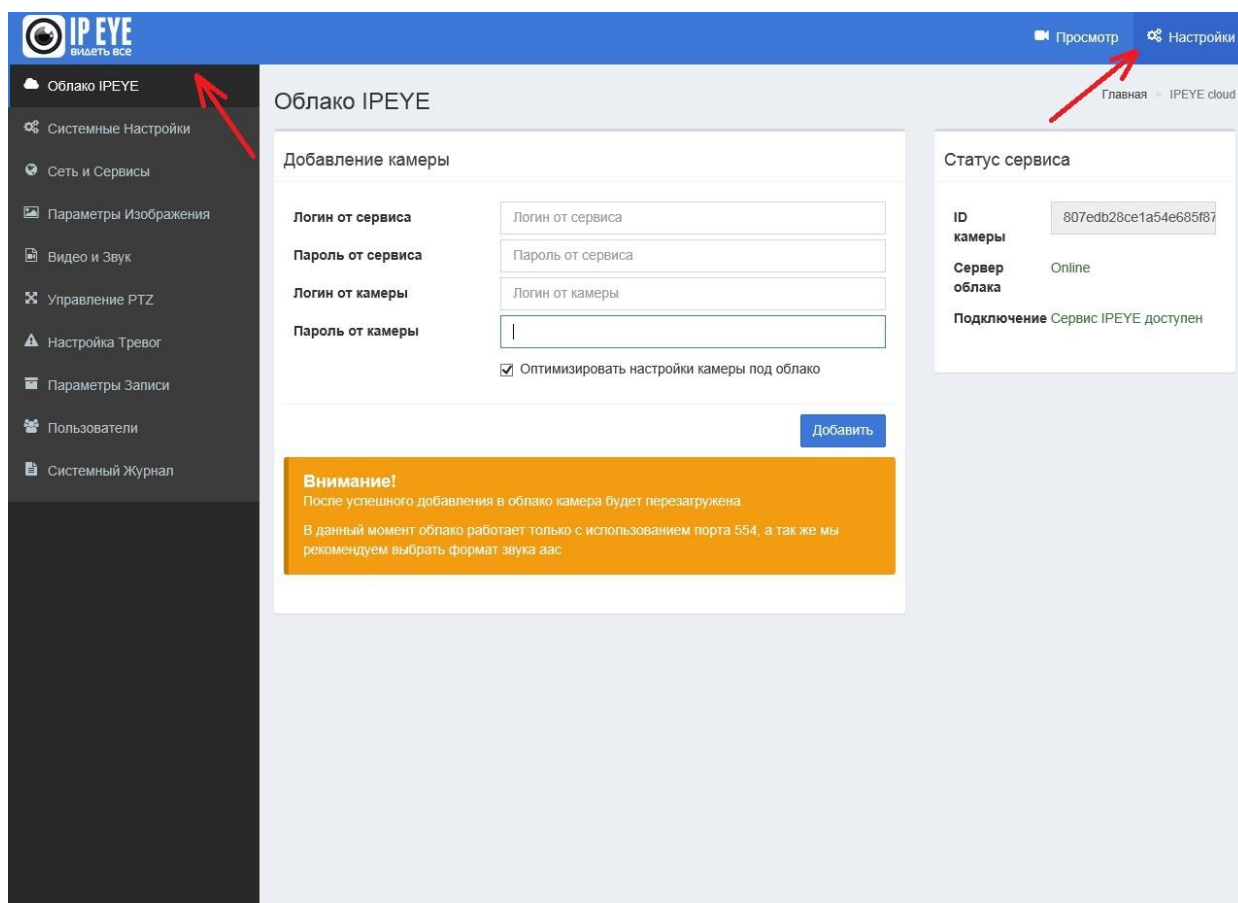 IP EYE
видеть все
Просмотр
Настройки
Облако IPEYE
Системные Настройки
Сеть и Сервисы
Параметры Изображения
Видео и Звук
Управление PTZ
Настройка Тревог
Параметры Записи
Пользователи
Системный Журнал
Облако IPEYE
Главная > IPEYE cloud
Добавление камеры
Логин от сервиса Логин от сервиса
Пароль от сервиса Пароль от сервиса
Логин от камеры Логин от камеры
Пароль от камеры
Оптимизировать настройки камеры под облако
Добавить
Внимание!
После успешного добавления в облако камера будет перезагружена.
В данный момент облако работает только с использованием порта 554, а так же мы
рекомендуем выбрать формат звука aac
Статус сервиса
ID 807edb28ce1a54e685f87
камеры
Сервер Online
облака
Подключение Сервис IPEYE доступен